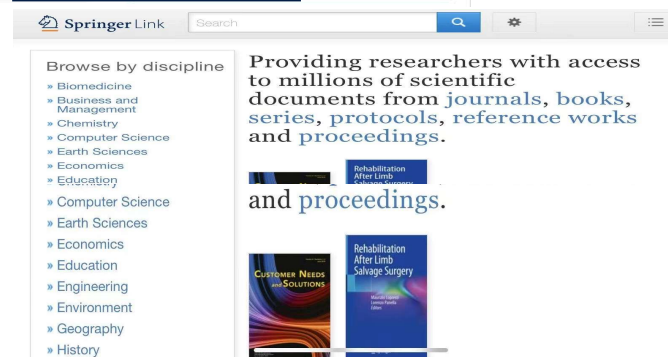 Springer Link
Search
Browse by discipline
» Biomedicine
» Business and
Management
» Chemistry
» Computer Science
» Earth Sciences
» Economics
» Education
Providing researchers with access
to millions of scientific
documents from journals, books,
series, protocols, reference works
and proceedings.
Rehabilitation
After Limb
Salvage Surgery
» Computer Science
» Earth Sciences
» Economics
» Education
» Engineering
» Environment
» Geography
» History
and proceedings.
CUSTOMER NEEDS
and SOLUTIONS
Rehabilitation
After Limb
Salvage Surgery
Editors